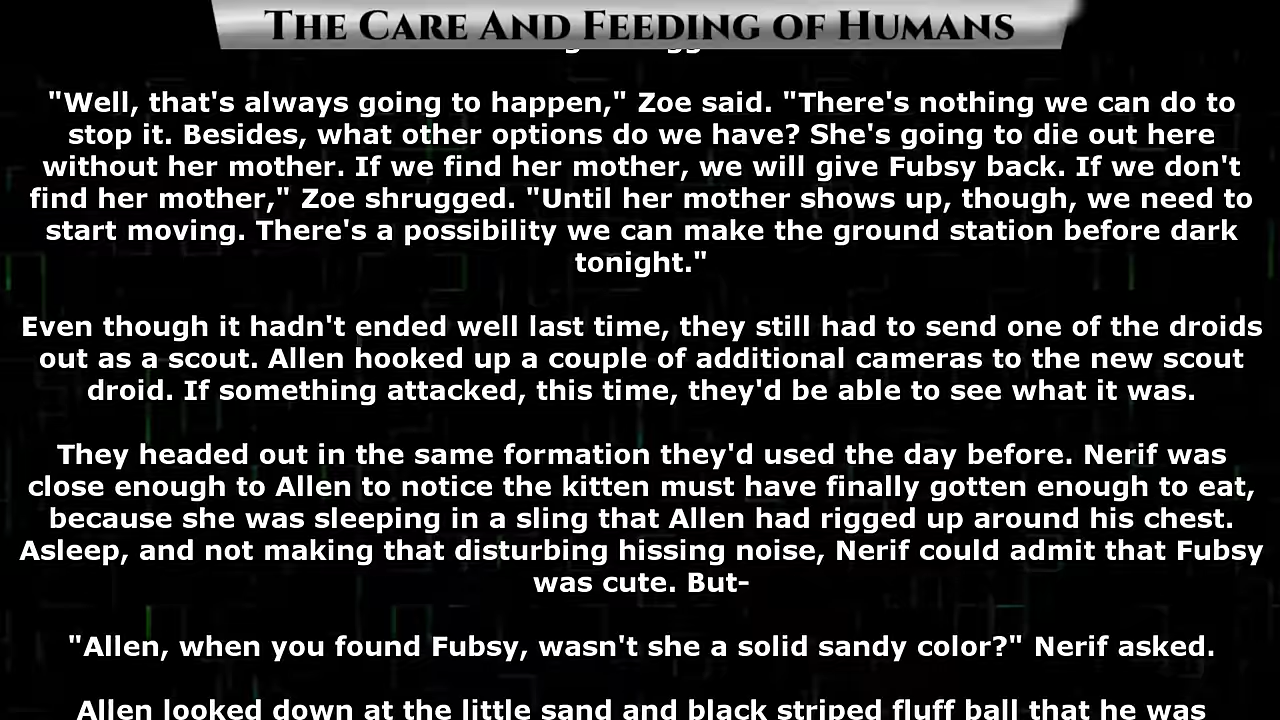 THE CARE AND FEEDING OF HUMANS
"Well, that's always going to happen," Zoe said. "There's nothing we can do to
stop it. Besides, what other options do we have? She's going to die out here
without her mother. If we find her mother, we will give Fubsy back. If we don't
find her mother," Zoe shrugged. "Until her mother shows up, though, we need to
start moving. There's a possibility we can make the ground station before dark
tonight."
Even though it hadn't ended well last time, they still had to send one of the droids
out as a scout. Allen hooked up a couple of additional cameras to the new scout
droid. If something attacked, this time, they'd be able to see what it was.
They headed out in the same formation they'd used the day before. Nerif was
close enough to Allen to notice the kitten must have finally gotten enough to eat,
because she was sleeping in a sling that Allen had rigged up around his chest.
Asleep, and not making that disturbing hissing noise, Nerif could admit that Fubsy
was cute. But-
"Allen, when you found Fubsy, wasn't she a solid sandy color?" Nerif asked.
Allen looked down at the little sand and black striped fluff ball that he was